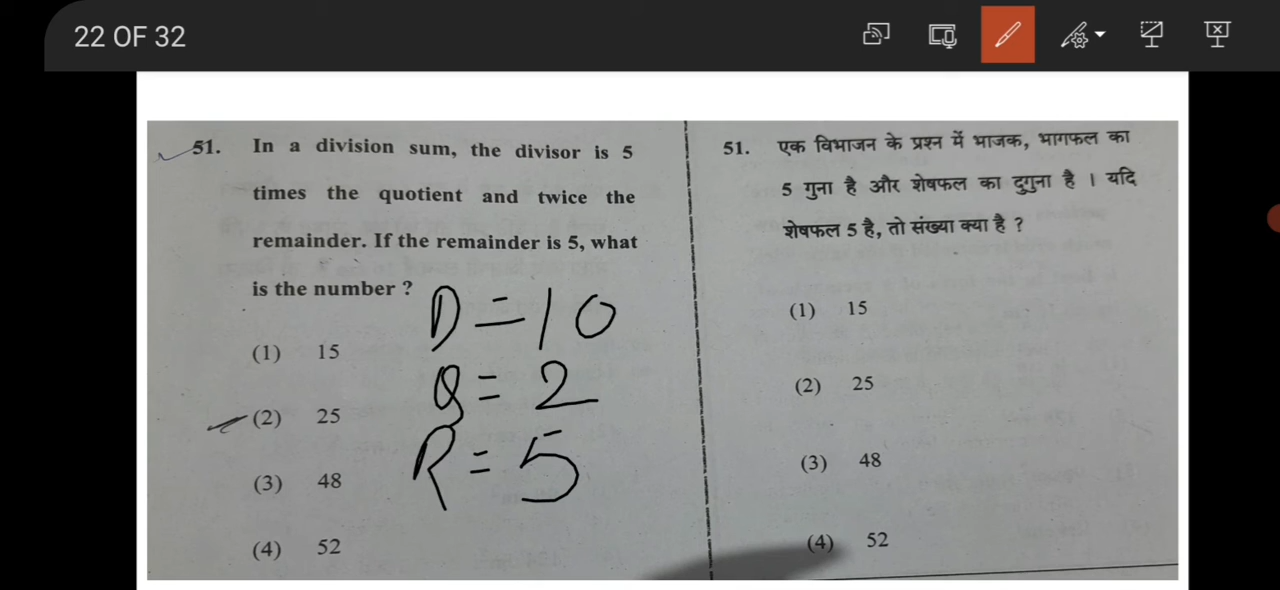 22 OF 32
51. In a division sum, the divisor is 5
times the quotient and twice the
remainder. If the remainder is 5, what
is the number ?
(1) 15
(2) 25
(3) 48
(4) 52
D = 10
Q = 2
R = 5
51. एक विभाजन के प्रश्न में भाजक, भागफल का
5 गुना है और शेषफल का दुगुना है । यदि
शेषफल 5 है, तो संख्या क्या है ?
(1) 15
(2) 25
(3) 48
(4) 52